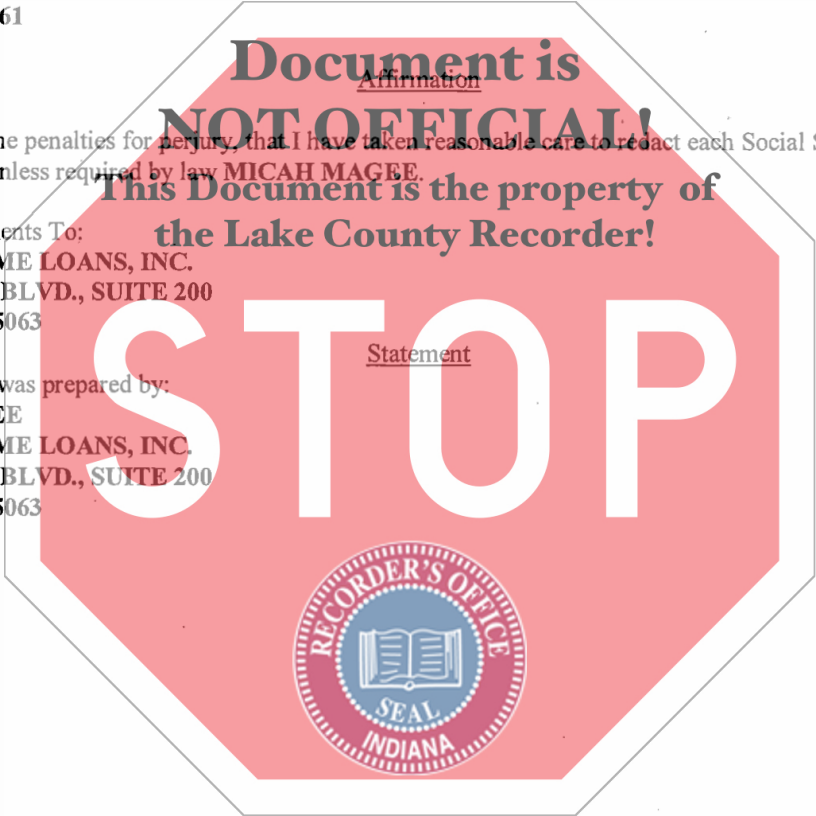 61
Document is
Affirmation
NOT OFFICIAL!
e penalties for perjury, that I have taken reasonable care to redact each Social S
nless required by law MICAH MAGEE.
This Document is the property of
ents To:
the Lake County Recorder!
ME LOANS, INC.
BLVD., SUITE 200
5063
STOP
Statement
was prepared by:
EE
ME LOANS, INC.
BLVD., SUITE 200
5063
RECORDER'S OFFICE
SEAL
INDIANA